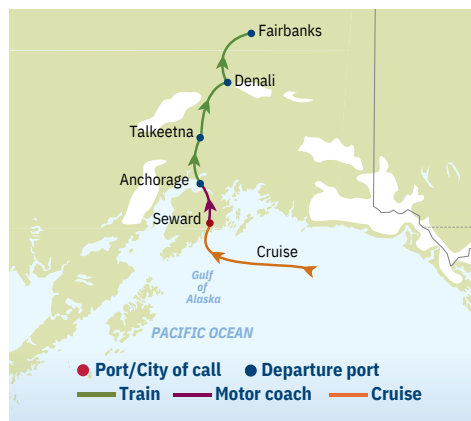 Fairbanks
Denali
Talkeetna
Anchorage
Seward
Cruise
Gulf
of
Alaska
PACIFIC OCEAN
Port/City of call
Departure port
Train
Motor coach
Cruise